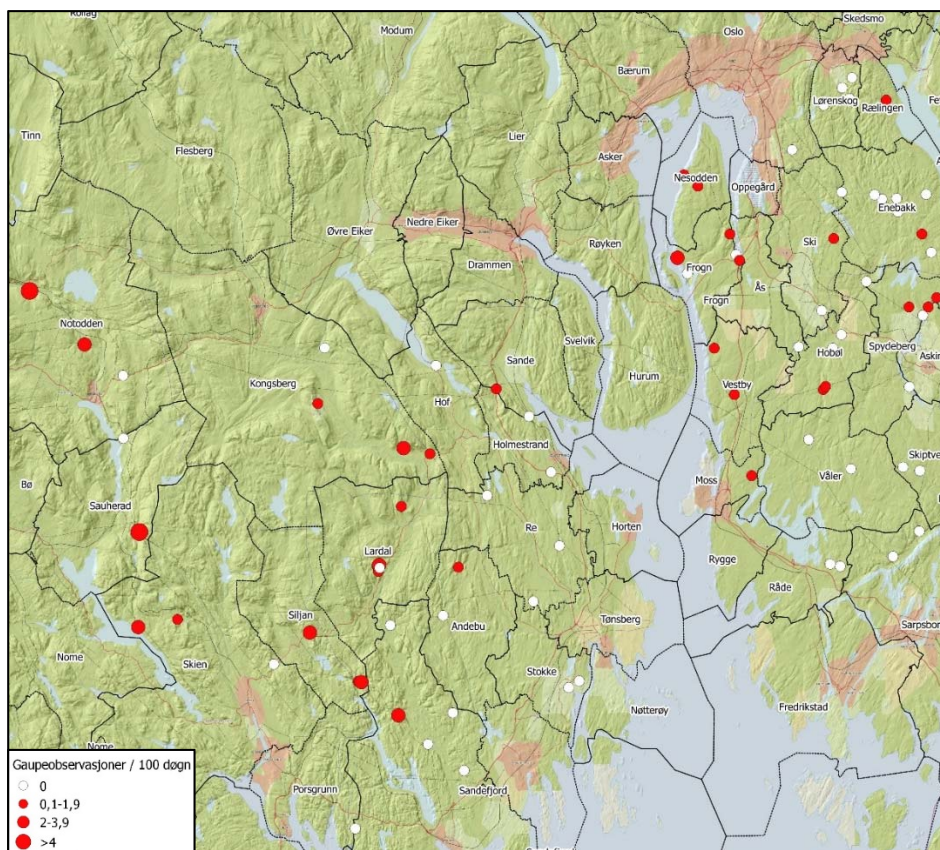 Rollag
Modum
Oslo
Skedsmo
Bærum
Lørenskog
Rælingen
Tinn
Flesberg
Lier
Asker
Nesodden
Oppegård
Enebakk
Øvre Eiker
Nedre Eiker
Røyken
Ski
Drammen
Frogn
Frogn
Ås
Notodden
Kongsberg
Sande
Svelvik
Hurum
Vestby
Hobøl
Spydeberg
Hof
Holmestrand
Bø
Sauherad
Moss
Våler
Skiptve
Re
Horten
Lardal
Rygge
Råde
Siljan
Andebu
Tønsberg
Sarpsbor
Nome
Skien
Stokke
Nøtterøy
Fredrikstad
Nome
Porsgrunn
Sandefjord
Gaupeobservasjoner / 100 døgn
0
0,1-1,9
2-3,9
>4